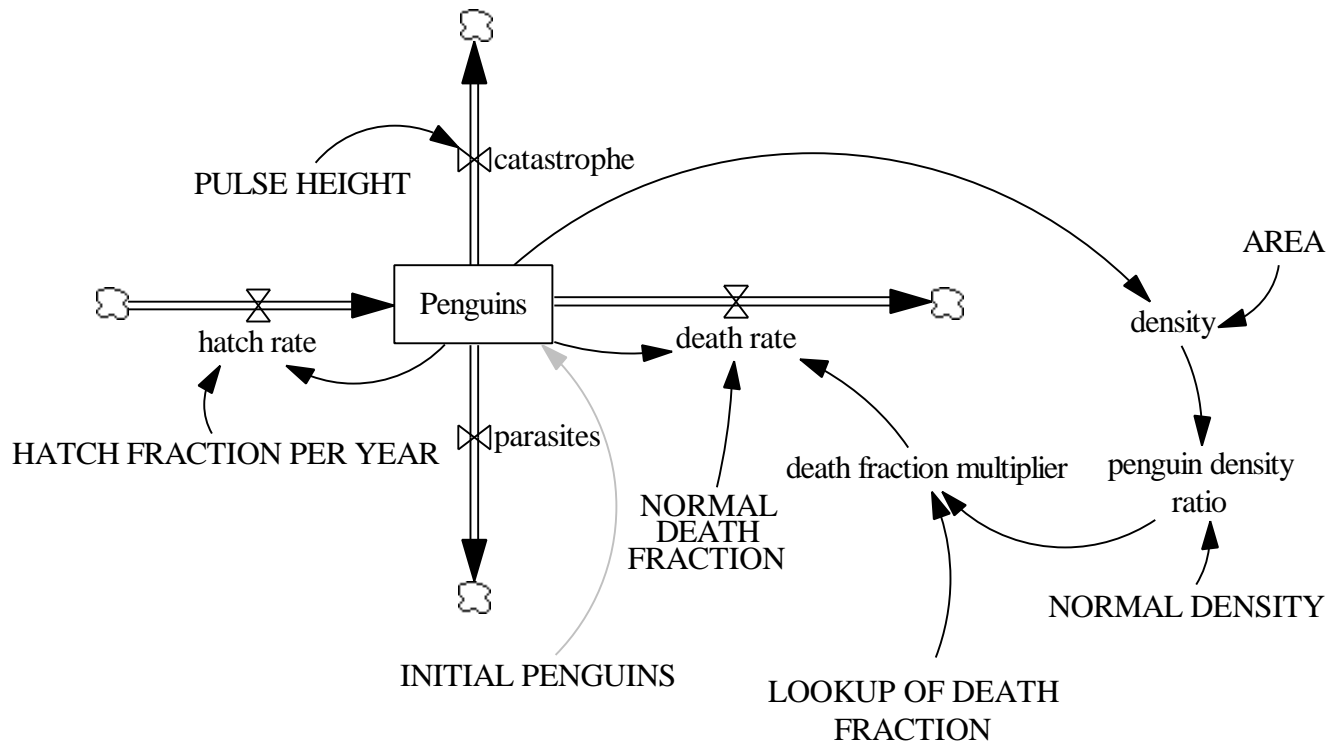 catastrophe
PULSE HEIGHT
AREA
Penguins
density
hatch rate
death rate
HATCH FRACTION PER YEAR
parasites
death fraction multiplier
penguin density
ratio
NORMAL
DEATH
FRACTION
NORMAL DENSITY
INITIAL PENGUINS
LOOKUP OF DEATH
FRACTION